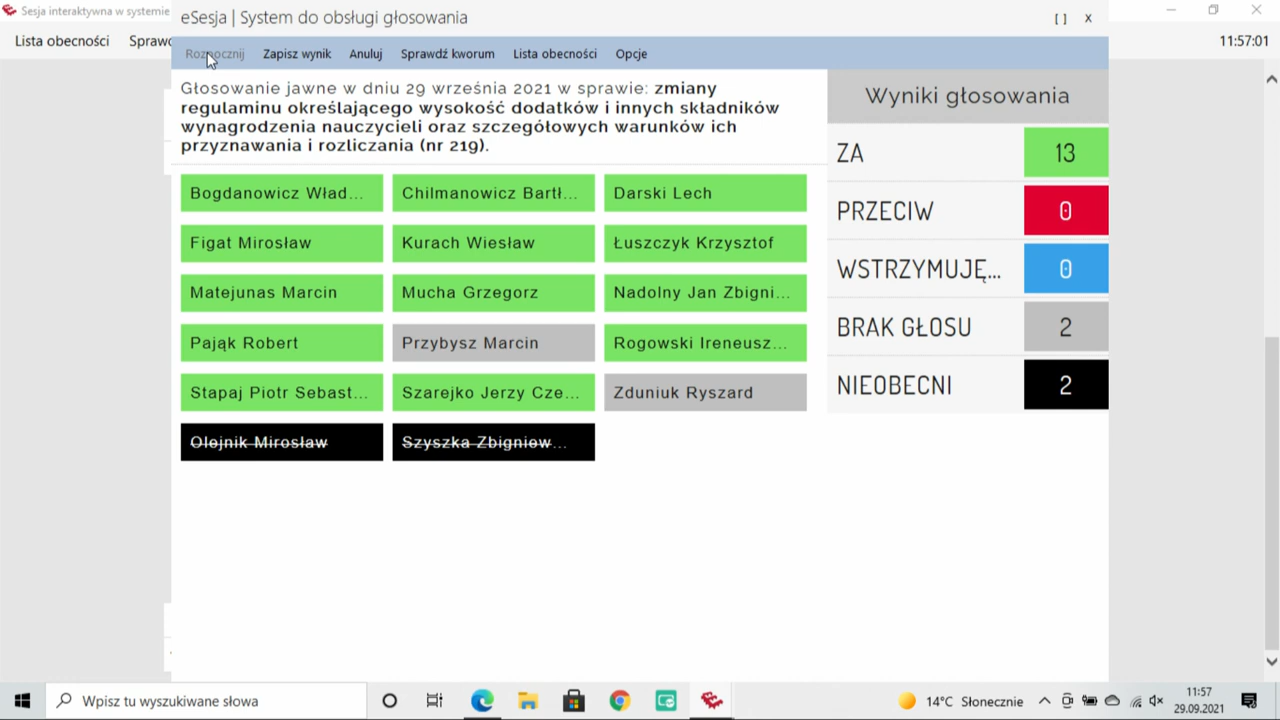 Sesja interaktywna w systemie
eSesja | System do obsługi głosowania
[ ] X
Lista obecności
11:57:01
Rozpocznij Zapisz wynik Anuluj Sprawdź kworum Lista obecności Opcje
Głosowanie jawne w dniu 29 września 2021 w sprawie: zmiany
regulaminu określającego wysokość dodatków i innych składników
wynagrodzenia nauczycieli oraz szczegółowych warunków ich
przyznawania i rozliczania (nr 219).
Wyniki głosowania
ZA 13
PRZECIW 0
WSTRZYMUJĘ... 0
BRAK GŁOSU 2
NIEOBECNI 2
Bogdanowicz Wład... Chilmanowicz Bartł... Darski Lech
Figat Mirosław Kurach Wiesław Łuszczyk Krzysztof
Matejunas Marcin Mucha Grzegorz Nadolny Jan Zbigni...
Pająk Robert Przybysz Marcin Rogowski Ireneusz...
Stapaj Piotr Sebast... Szarejko Jerzy Cze... Zduniuk Ryszard
Olejnik Mirosław Szyszka Zbigniew...
Wpisz tu wyszukiwane słowa
14°C Słonecznie
11:57
29.09.2021